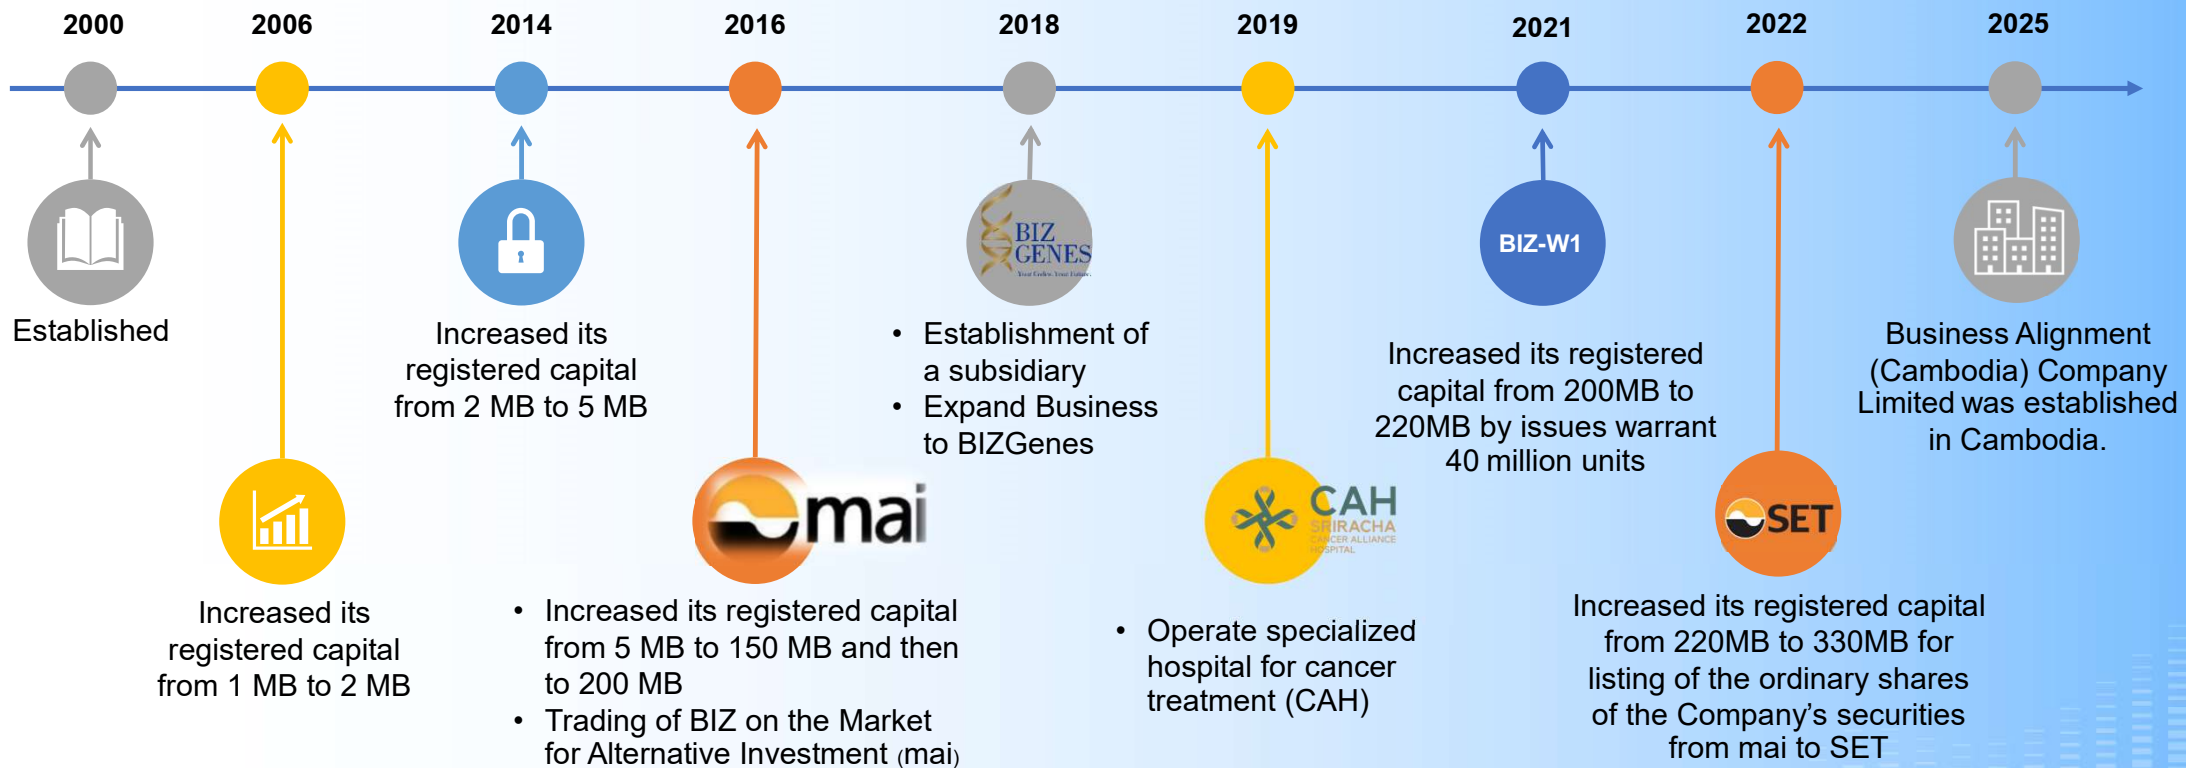 2000
2006
2014
2016
2018
2019
2021
2022
2025
Established
Increased its
registered capital
from 1 MB to 2 MB
Increased its
registered capital
from 2 MB to 5 MB
mai
• Increased its registered capital
from 5 MB to 150 MB and then
to 200 MB
• Trading of BIZ on the Market
for Alternative Investment (mai)
BIZ
GENES
Your Codes. Your Future.
• Establishment of
a subsidiary
• Expand Business
to BIZGenes
CAH
SRIRACHA
CANCER ALLIANCE
HOSPITAL
• Operate specialized
hospital for cancer
treatment (CAH)
BIZ-W1
Increased its registered
capital from 200MB to
220MB by issues warrant
40 million units
SET
Increased its registered capital
from 220MB to 330MB for
listing of the ordinary shares
of the Company’s securities
from mai to SET
Business Alignment
(Cambodia) Company
Limited was established
in Cambodia.